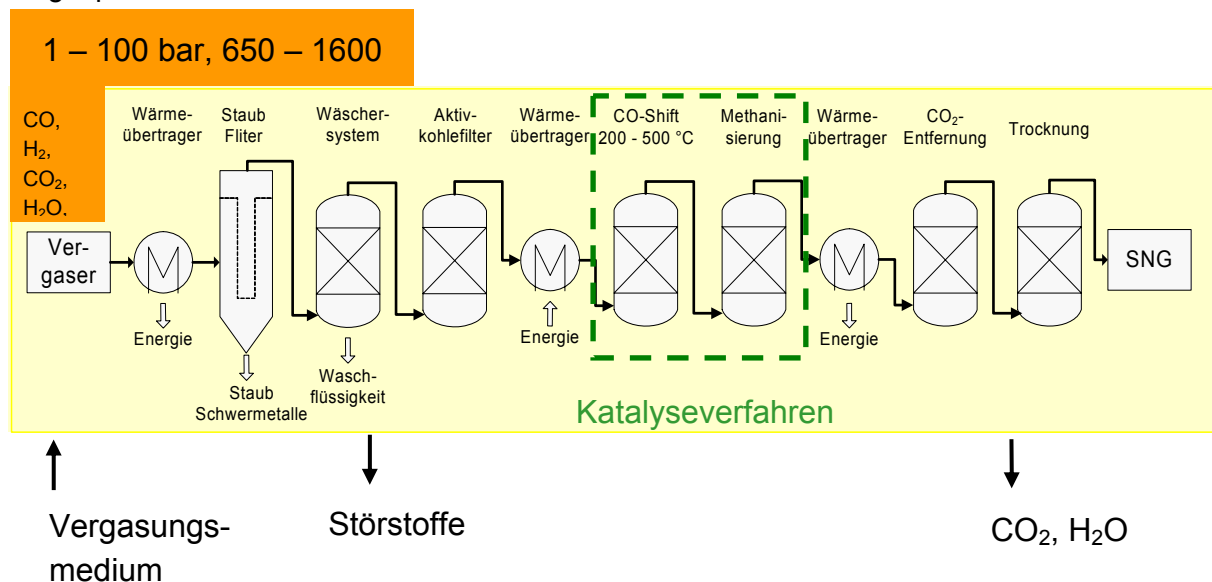 1 – 100 bar, 650 – 1600
CO,
H₂,
CO₂,
H₂O,
Wärme-
übertrager
Staub
Fliter
Wäscher-
system
Aktiv-
kohlefilter
Wärme-
übertrager
CO-Shift
200 - 500 °C
Methani-
sierung
Wärme-
übertrager
CO₂-
Entfernung
Trocknung
Ver-
gaser
SNG
Energie
Staub
Schwermetalle
Wasch-
flüssigkeit
Energie
Energie
Katalyseverfahren
Vergasungs-
medium
Störstoffe
CO₂, H₂O